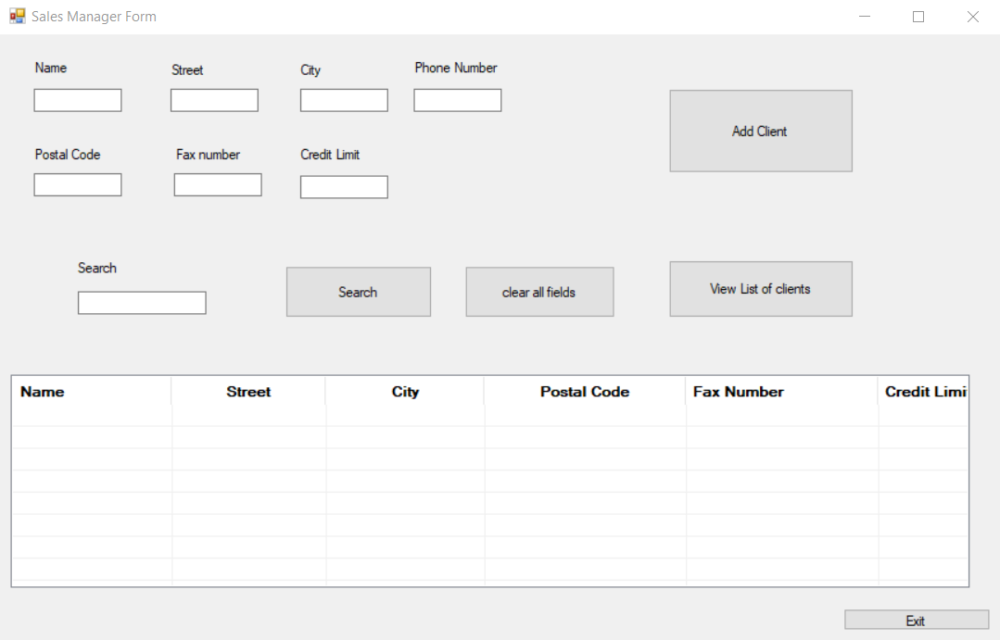 Sales Manager Form
Name Street City Phone Number
Add Client
Postal Code Fax number Credit Limit
Search
Search clear all fields View List of clients
Name Street City Postal Code Fax Number Credit Limi
Exit